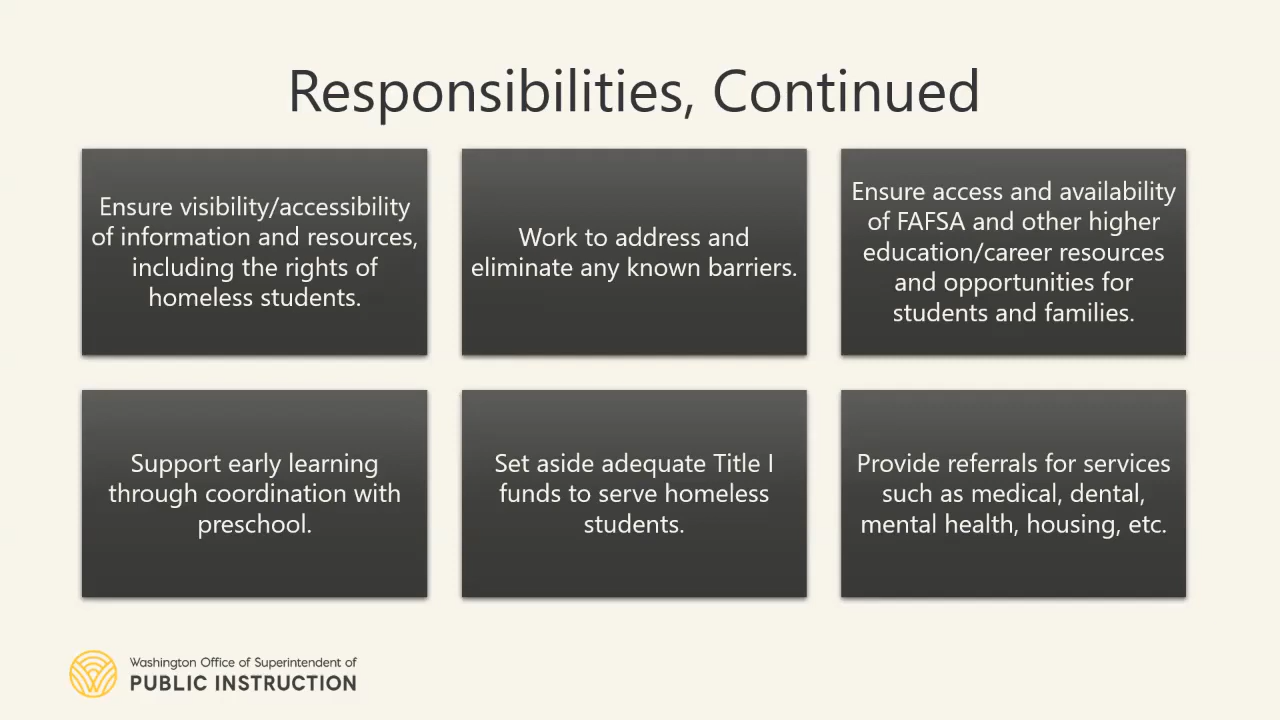 Responsibilities, Continued
Ensure visibility/accessibility
of information and resources,
including the rights of
homeless students.
Work to address and
eliminate any known barriers.
Ensure access and availability
of FAFSA and other higher
education/career resources
and opportunities for
students and families.
Support early learning
through coordination with
preschool.
Set aside adequate Title I
funds to serve homeless
students.
Provide referrals for services
such as medical, dental,
mental health, housing, etc.
Washington Office of Superintendent of
PUBLIC INSTRUCTION